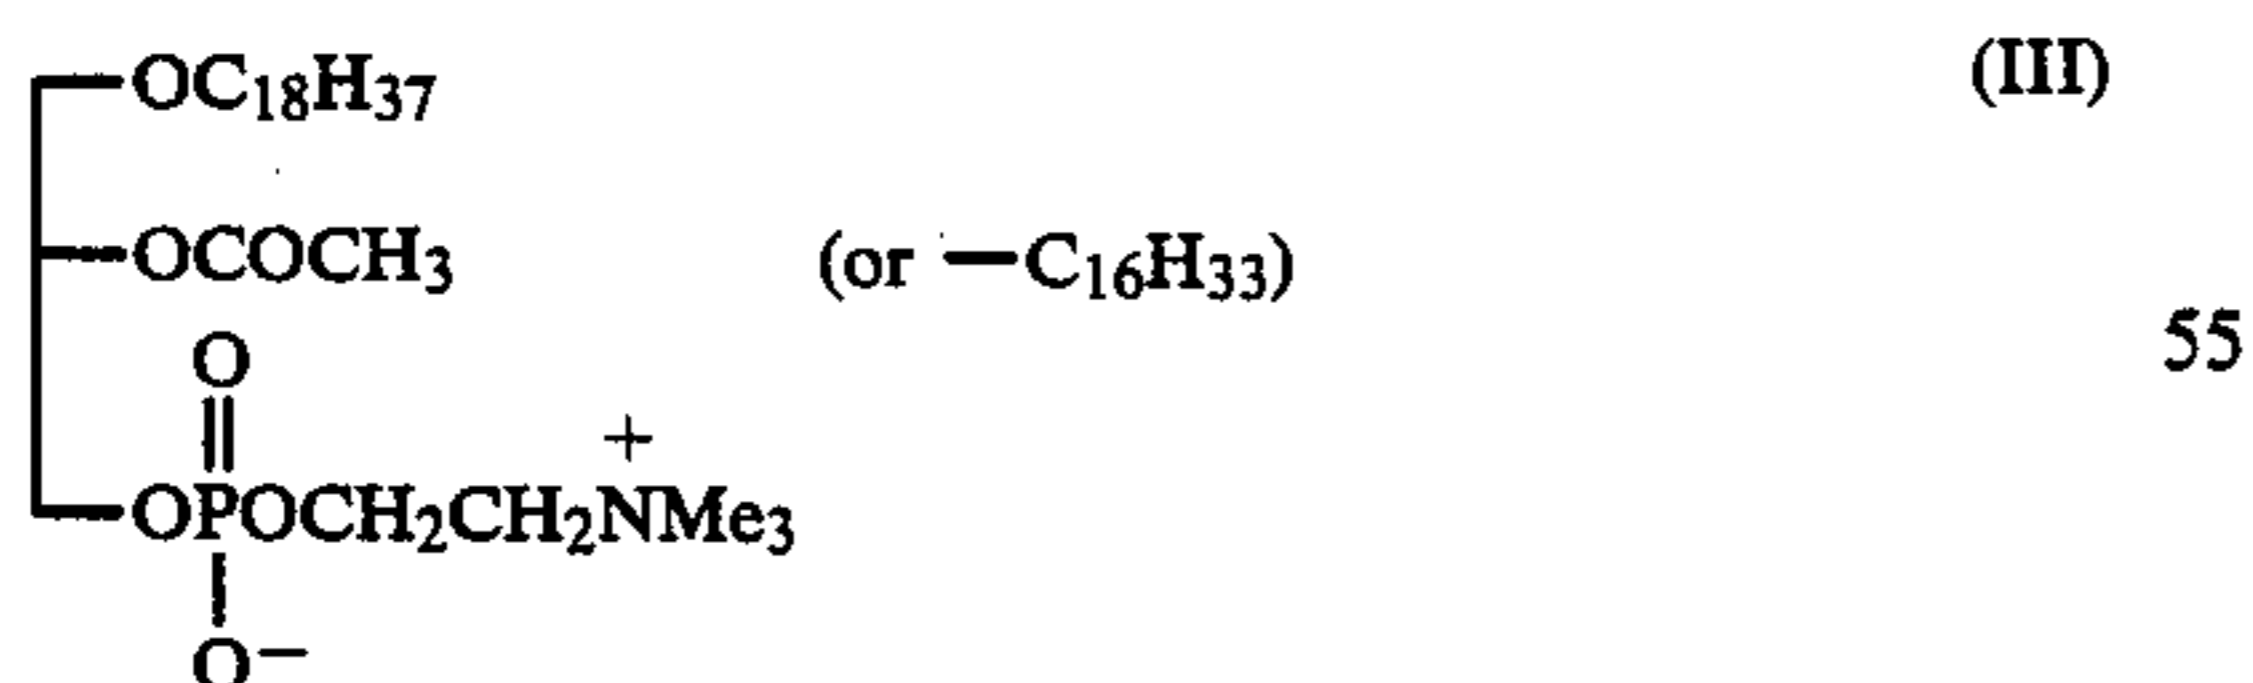 OC18H37 (III)
OCOCH3 (or —C16H33)
55
O
+
OPOCH2CH2NMe3
O−